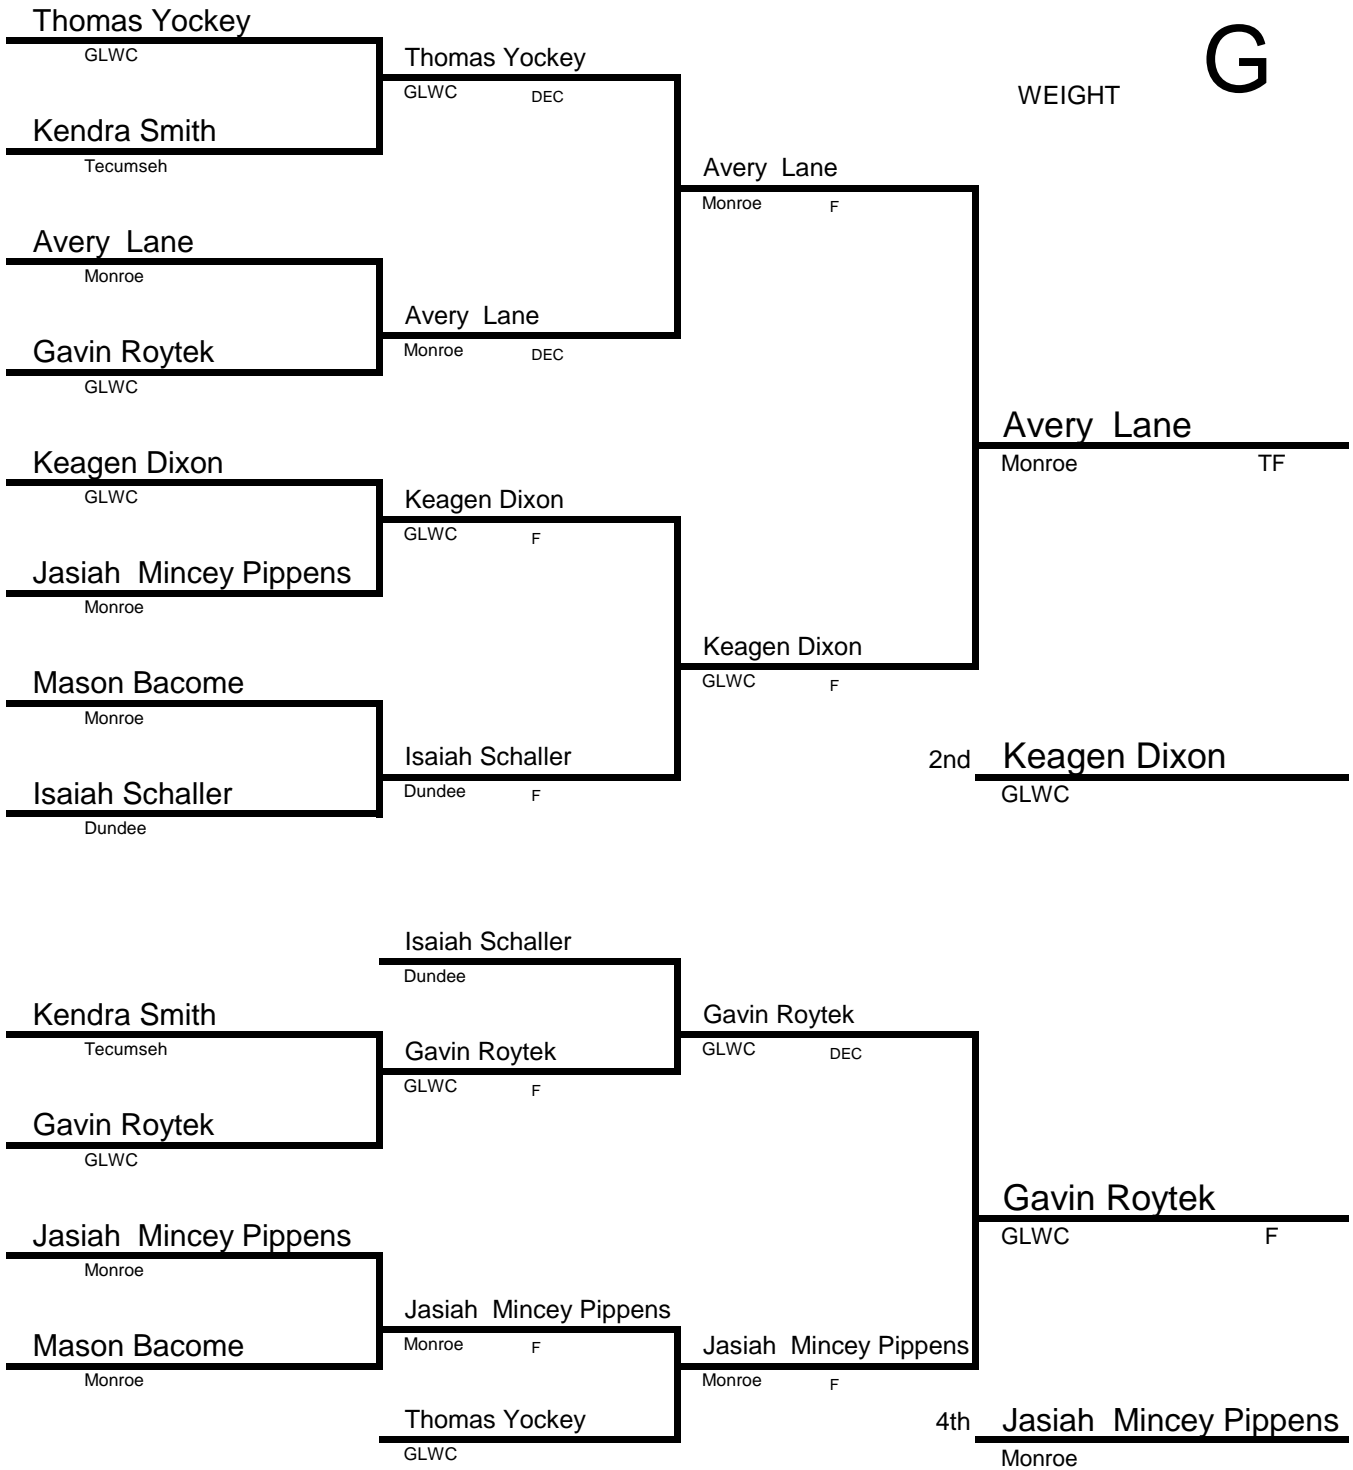 Thomas Yockey
GLWC
Thomas Yockey
GLWC DEC
G
WEIGHT
Kendra Smith
Tecumseh
Avery  Lane
Monroe F
Avery  Lane
Monroe
Avery  Lane
Monroe DEC
Gavin Roytek
GLWC
Avery  Lane
Monroe TF
Keagen Dixon
GLWC
Keagen Dixon
GLWC F
Jasiah  Mincey Pippens
Monroe
Keagen Dixon
GLWC F
Mason Bacome
Monroe
Isaiah Schaller
Dundee F
2nd Keagen Dixon
GLWC
Isaiah Schaller
Dundee
Isaiah Schaller
Dundee
Kendra Smith
Tecumseh
Gavin Roytek
GLWC DEC
Gavin Roytek
GLWC F
Gavin Roytek
GLWC
Gavin Roytek
GLWC F
Jasiah  Mincey Pippens
Monroe
Jasiah  Mincey Pippens
Monroe F
Mason Bacome
Monroe
Jasiah  Mincey Pippens
Monroe F
Thomas Yockey
GLWC
4th Jasiah  Mincey Pippens
Monroe